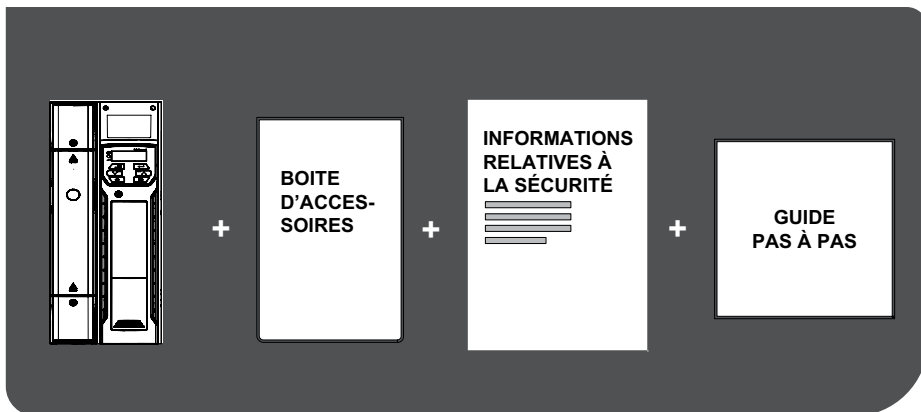 BOITE
D’ACCES-
SOIRES
INFORMATIONS
RELATIVES À
LA SÉCURITÉ
GUIDE
PAS À PAS